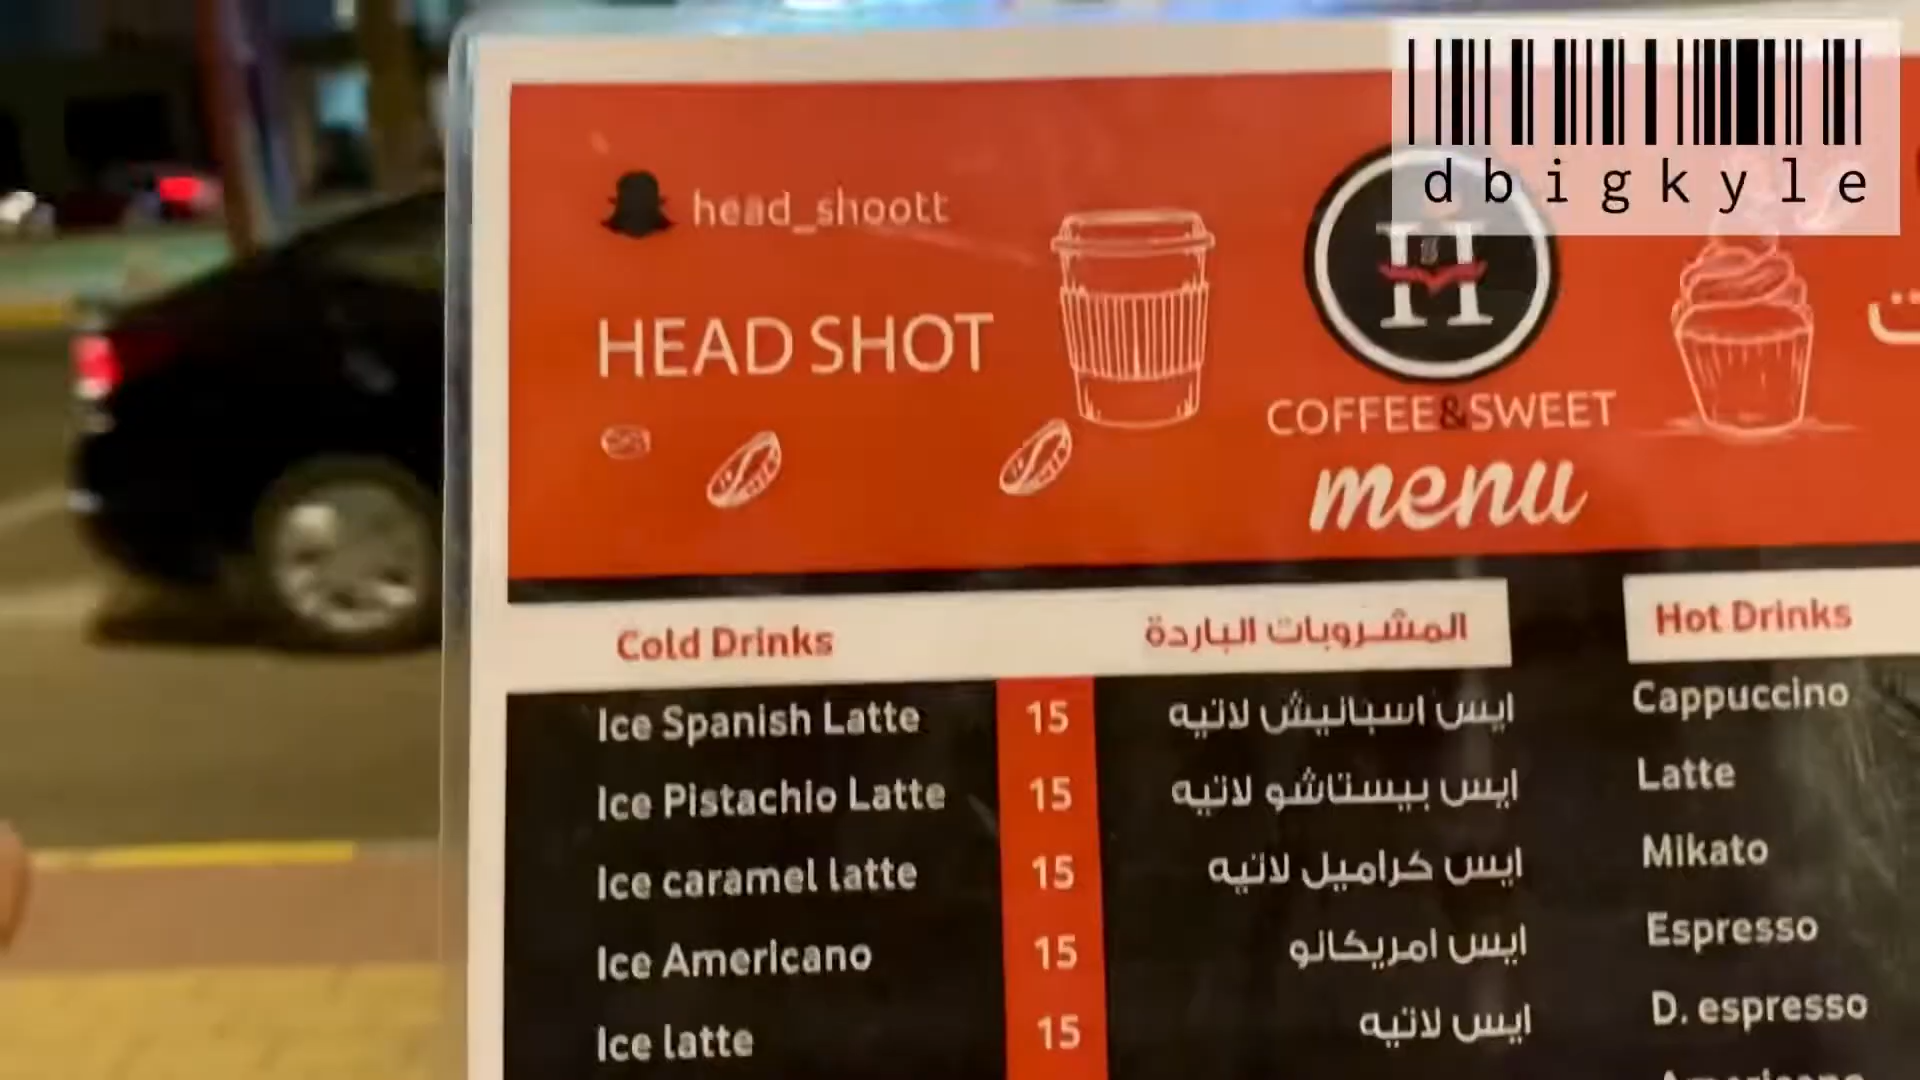 dbigkyle
head_shoott
HEAD SHOT
H
COFFEE&SWEET
menu
Cold Drinks
المشروبات الباردة
Hot Drinks
Ice Spanish Latte 15 ايس اسبانيش لاتيه
Cappuccino
Ice Pistachio Latte 15 ايس بيستاشو لاتيه
Latte
Ice caramel latte 15 ايس كراميل لاتيه
Mikato
Ice Americano 15 ايس امريكانو
Espresso
Ice latte 15 ايس لاتيه
D. espresso